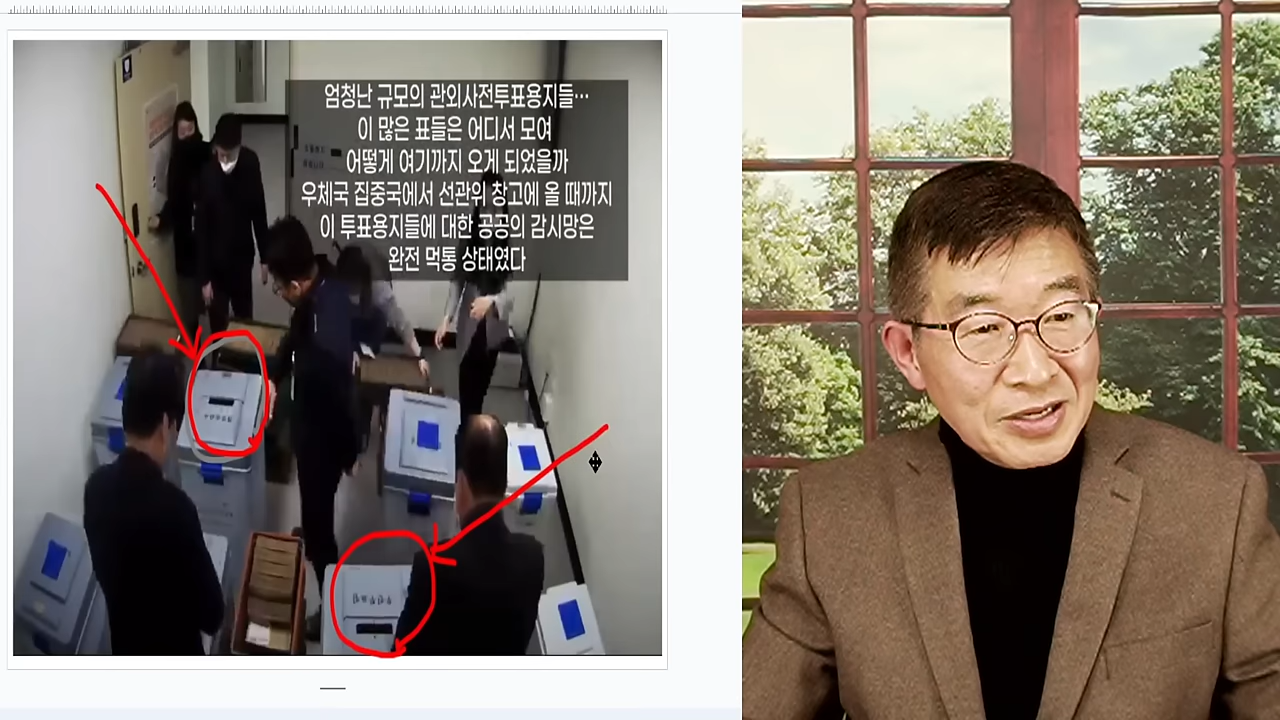 엄청난 규모의 관외사전투표용지들…
이 많은 표들은 어디서 모여
어떻게 여기까지 오게 되었을까
우체국 집중국에서 선관위 창고에 올 때까지
이 투표용지들에 대한 공공의 감시망은
완전 먹통 상태였다